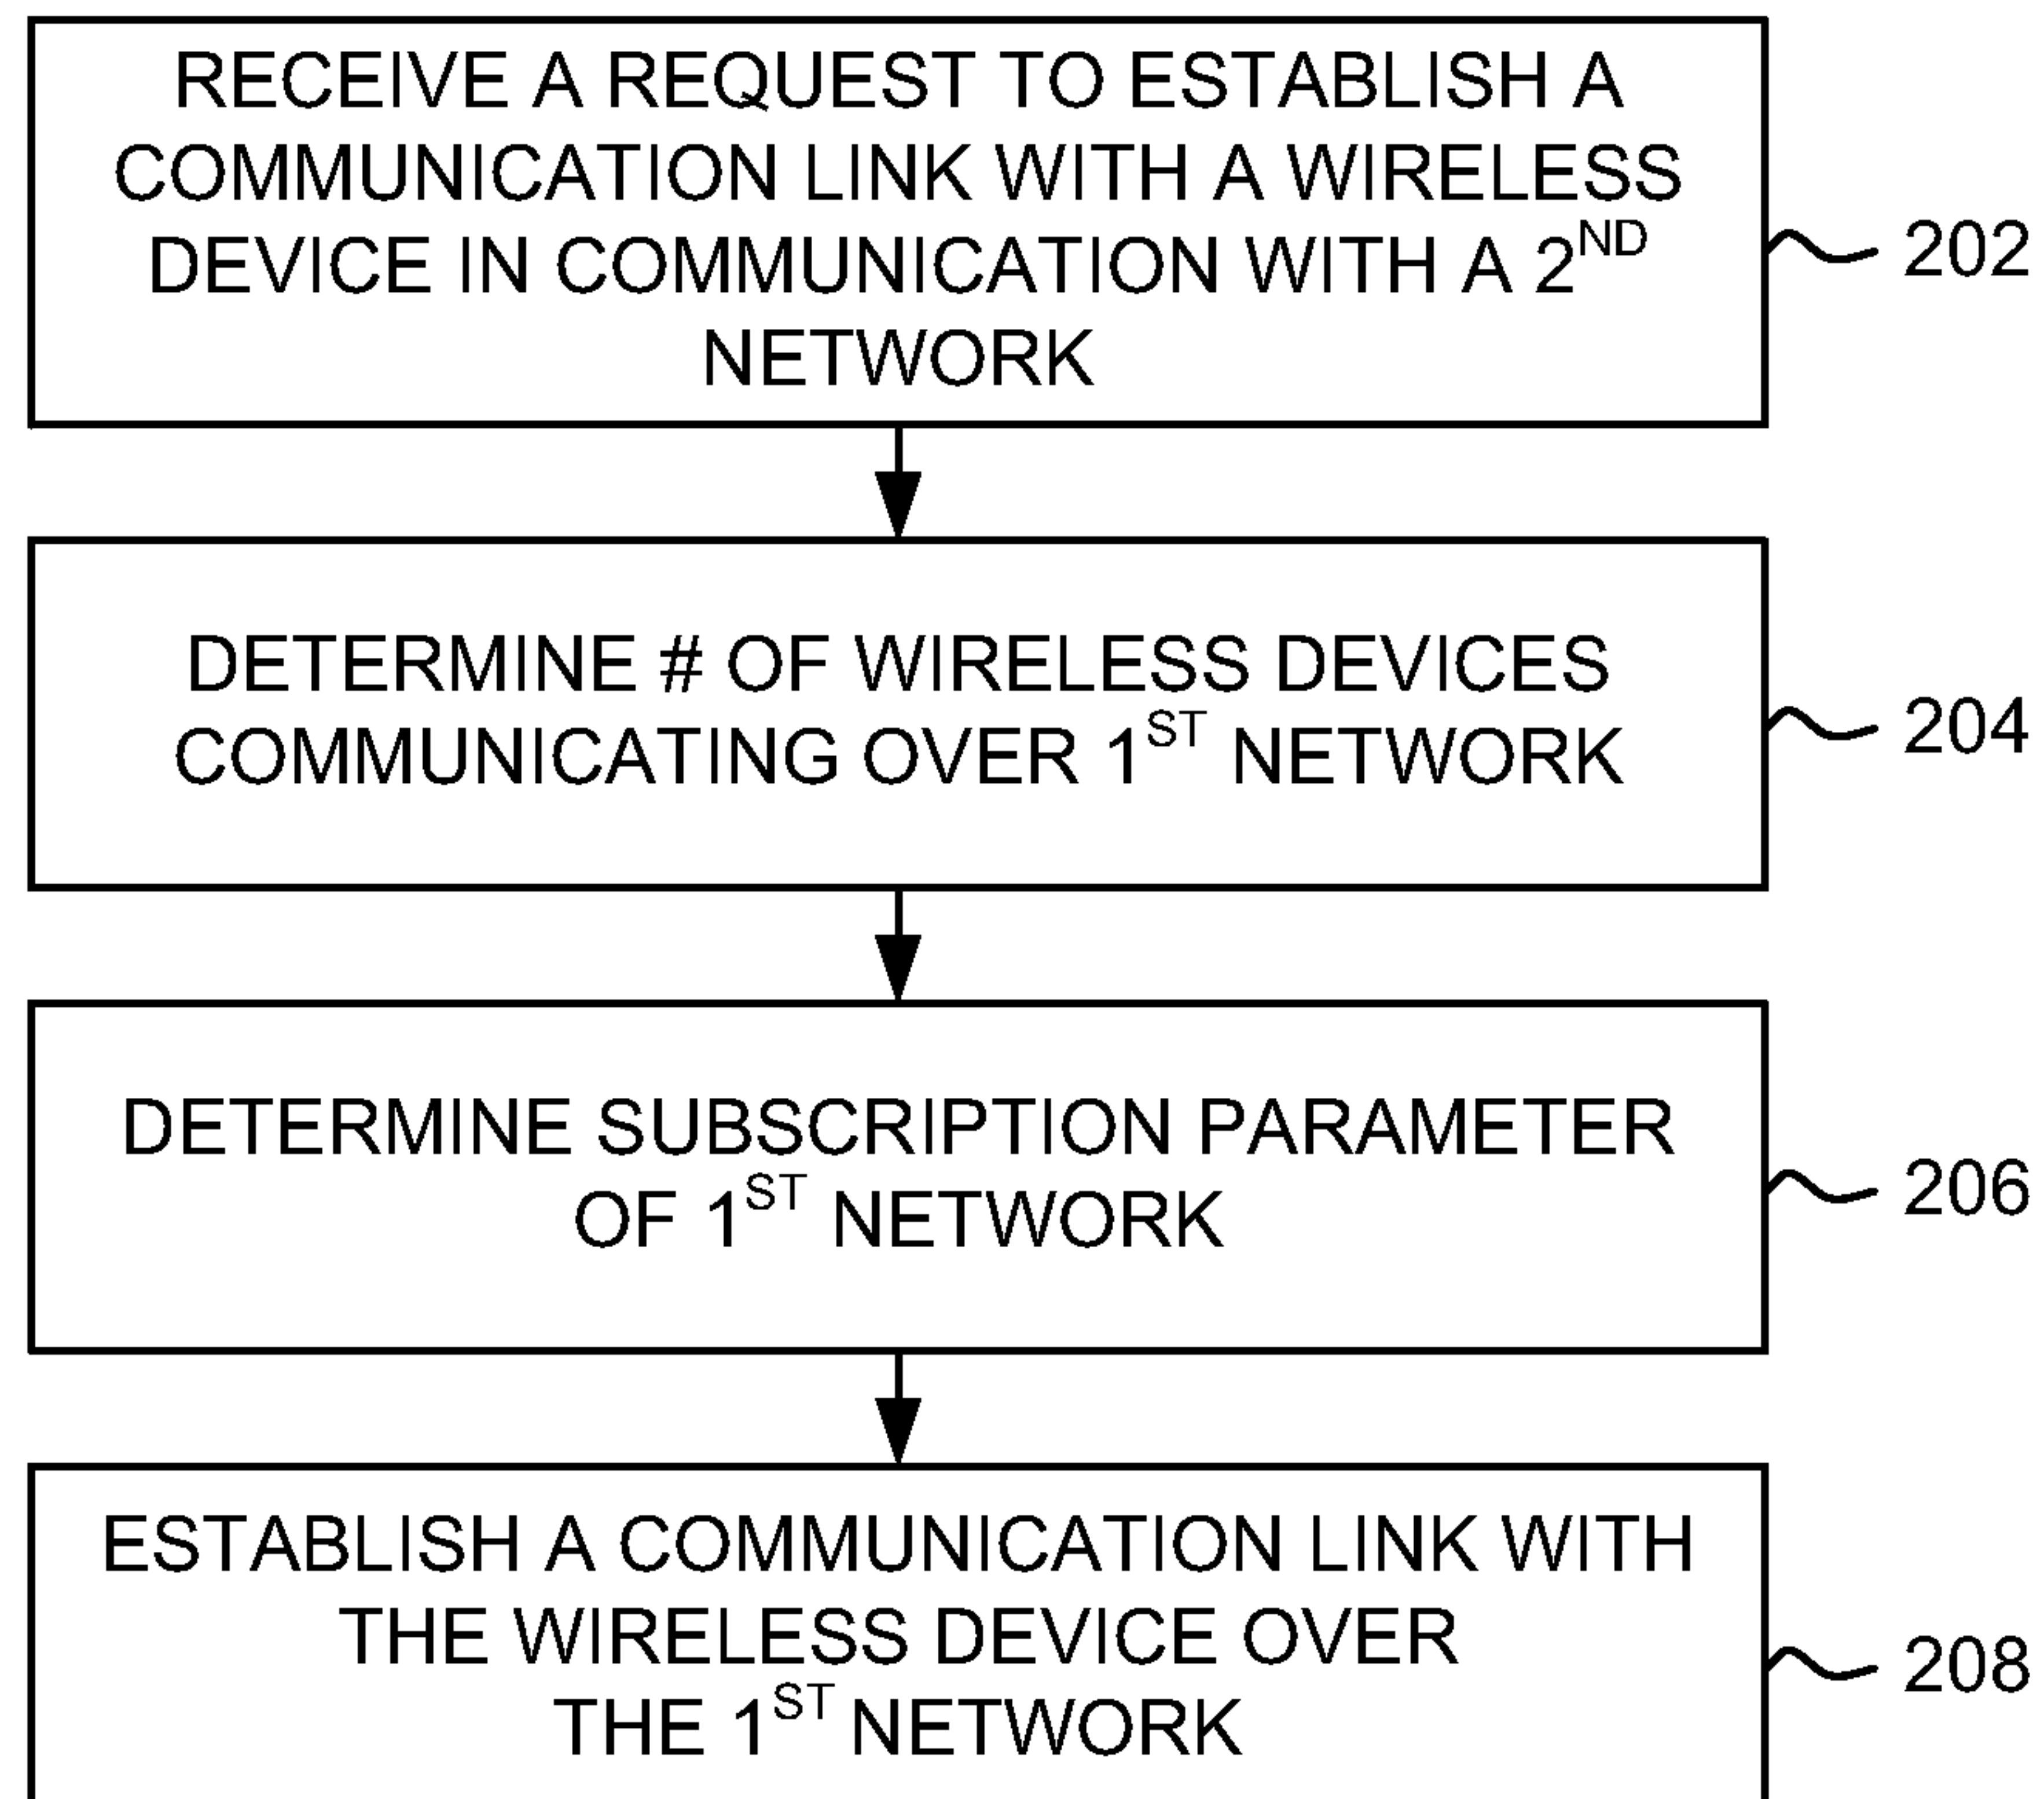 RECEIVE A REQUEST TO ESTABLISH A
COMMUNICATION LINK WITH A WIRELESS
DEVICE IN COMMUNICATION WITH A 2ND
NETWORK
202
DETERMINE # OF WIRELESS DEVICES
COMMUNICATING OVER 1ST NETWORK
204
DETERMINE SUBSCRIPTION PARAMETER
OF 1ST NETWORK
206
ESTABLISH A COMMUNICATION LINK WITH
THE WIRELESS DEVICE OVER
THE 1ST NETWORK
208